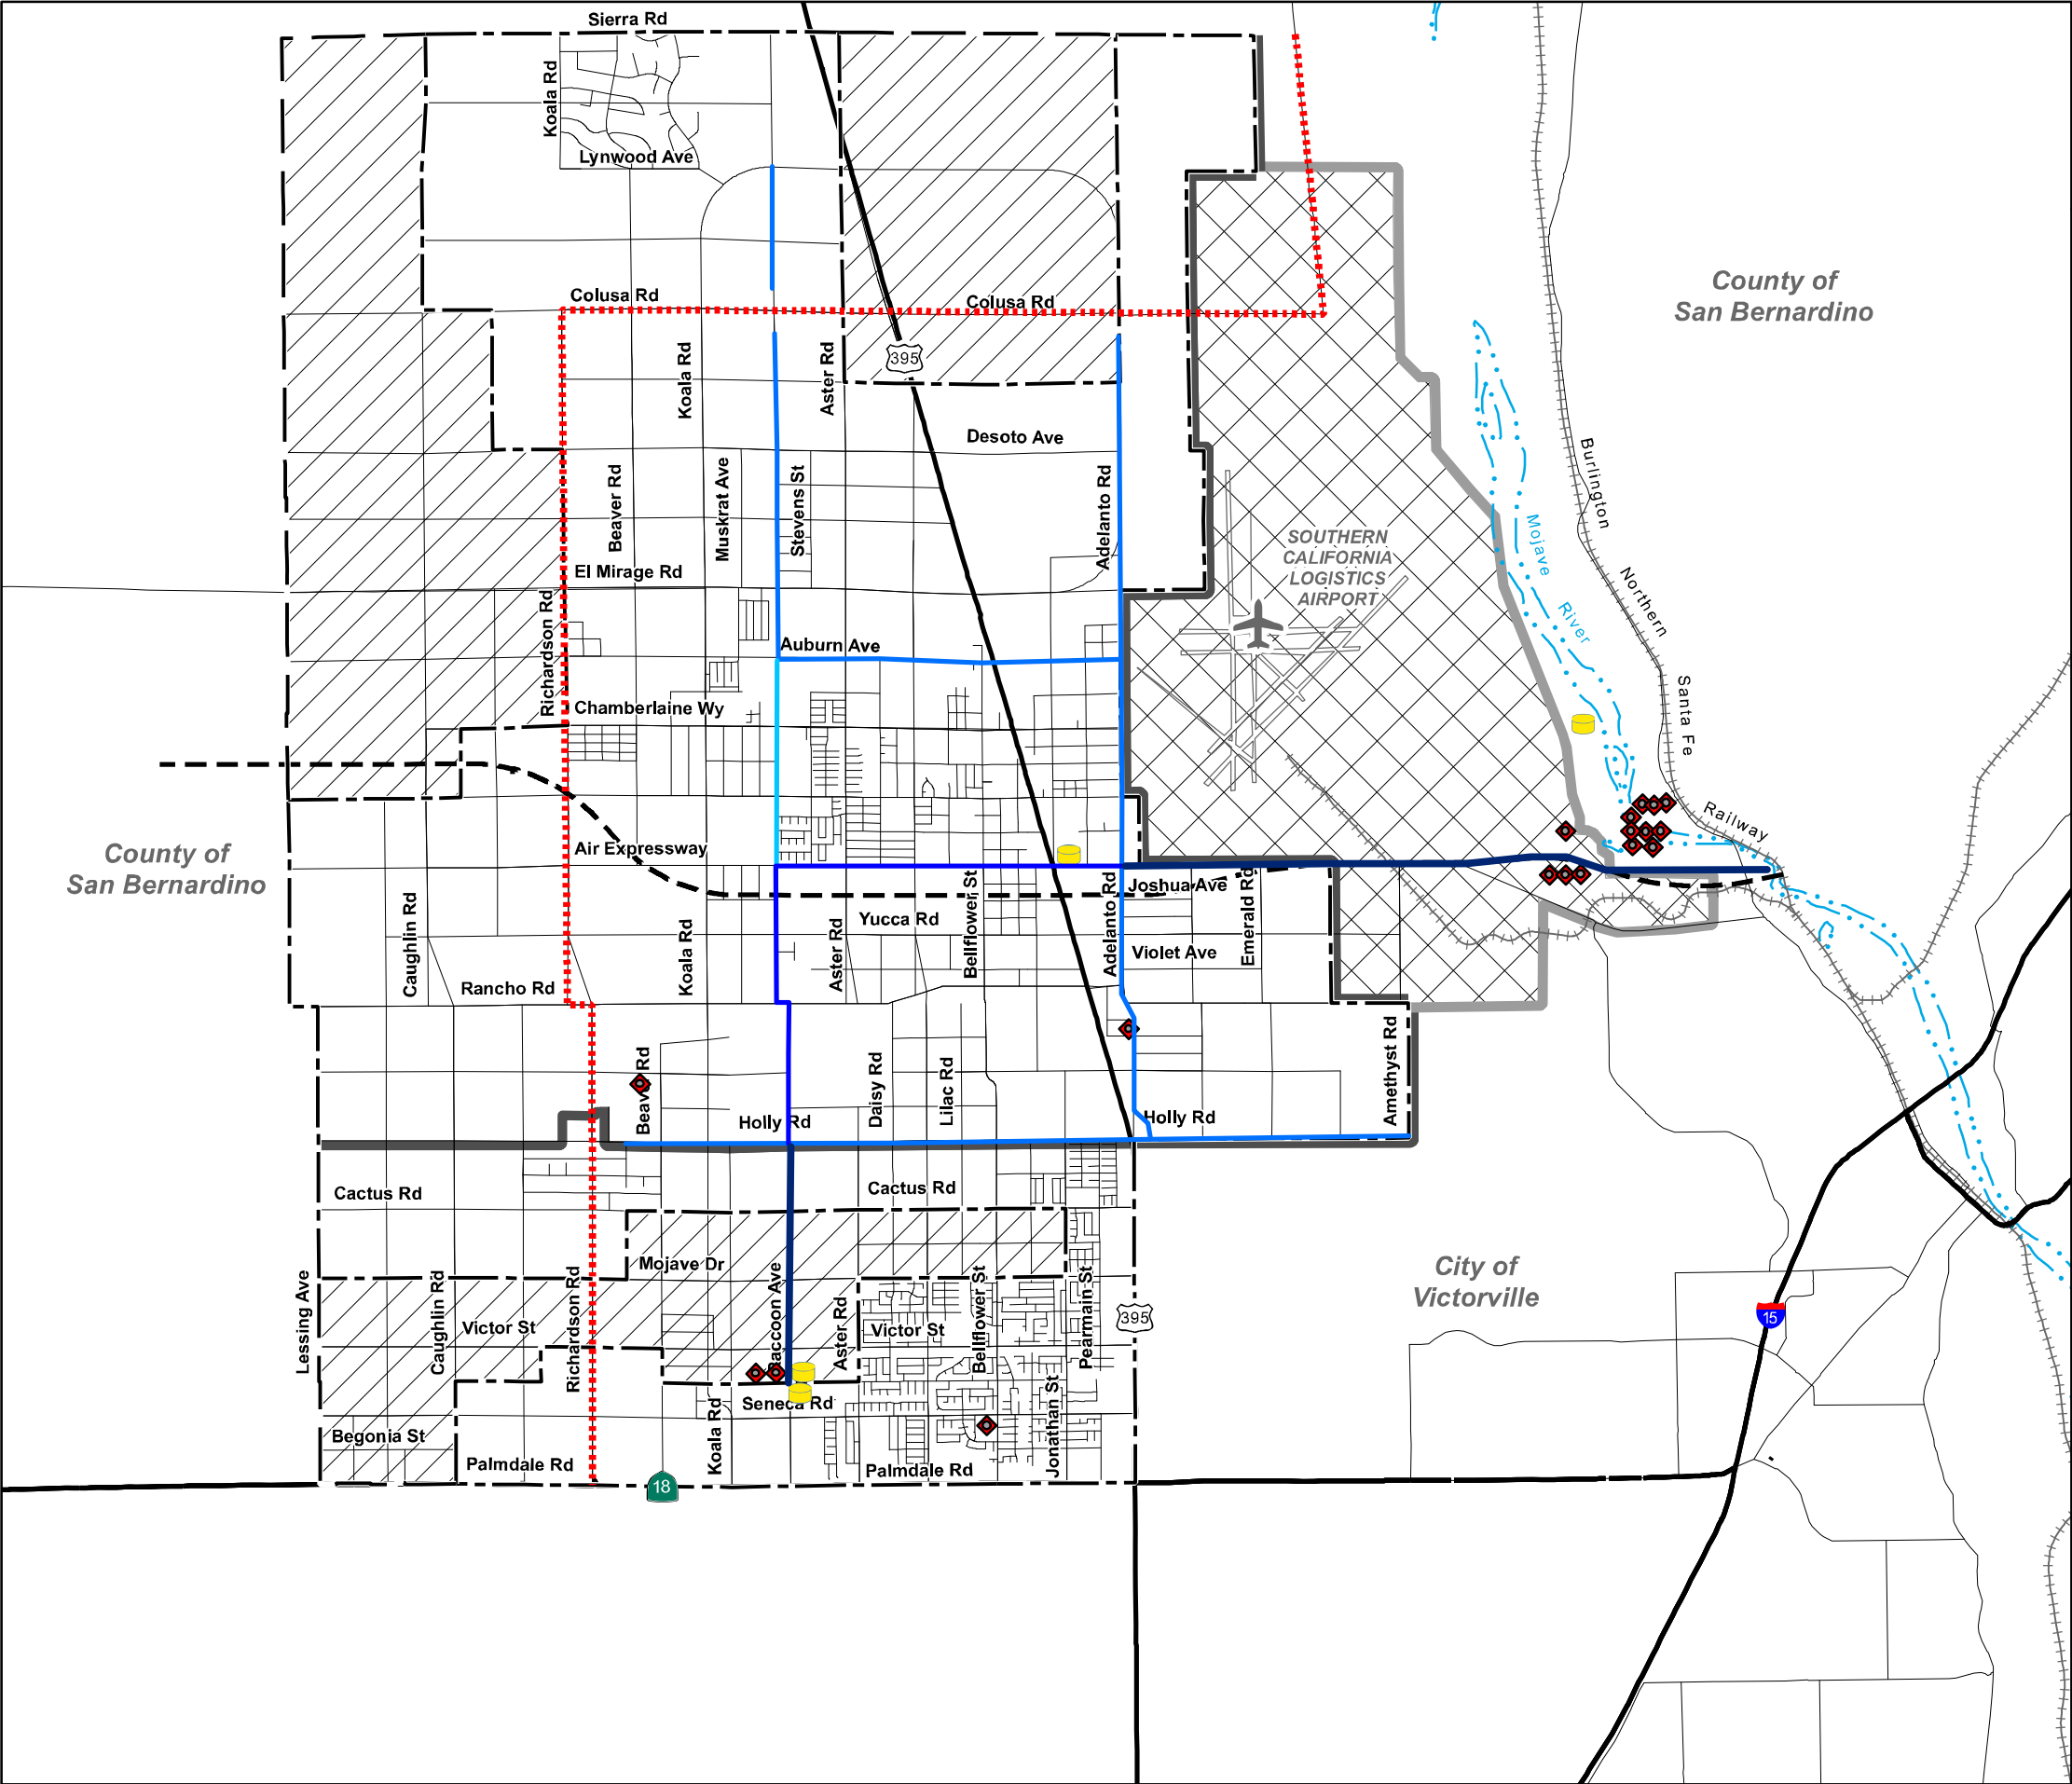 Sierra Rd
Koala Rd
Lynwood Ave
County of
San Bernardino
Colusa Rd
Colusa Rd
395
Koala Rd
Aster Rd
Desoto Ave
Beaver Rd
Muskrat Ave
Stevens St
Adelanto Rd
Burlington
Northern
Santa Fe
Railway
Mojave
River
SOUTHERN
CALIFORNIA
LOGISTICS
AIRPORT
El Mirage Rd
Richardson Rd
Auburn Ave
Chamberlaine Wy
County of
San Bernardino
Air Expressway
Joshua Ave
Caughlin Rd
Koala Rd
Yucca Rd
Aster Rd
Bellflower St
Adelanto Rd
Emerald Rd
Violet Ave
Rancho Rd
Beaver Rd
Daisy Rd
Lilac Rd
Amethyst Rd
Holly Rd
Holly Rd
Cactus Rd
Cactus Rd
Mojave Dr
City of
Victorville
Lessing Ave
Caughlin Rd
Victor St
Richardson Rd
Raccoon Ave
Aster Rd
Victor St
Bellflower St
Pearmain St
395
15
Seneca Rd
Koala Rd
Jonathan St
Begonia St
Palmdale Rd
Palmdale Rd
18